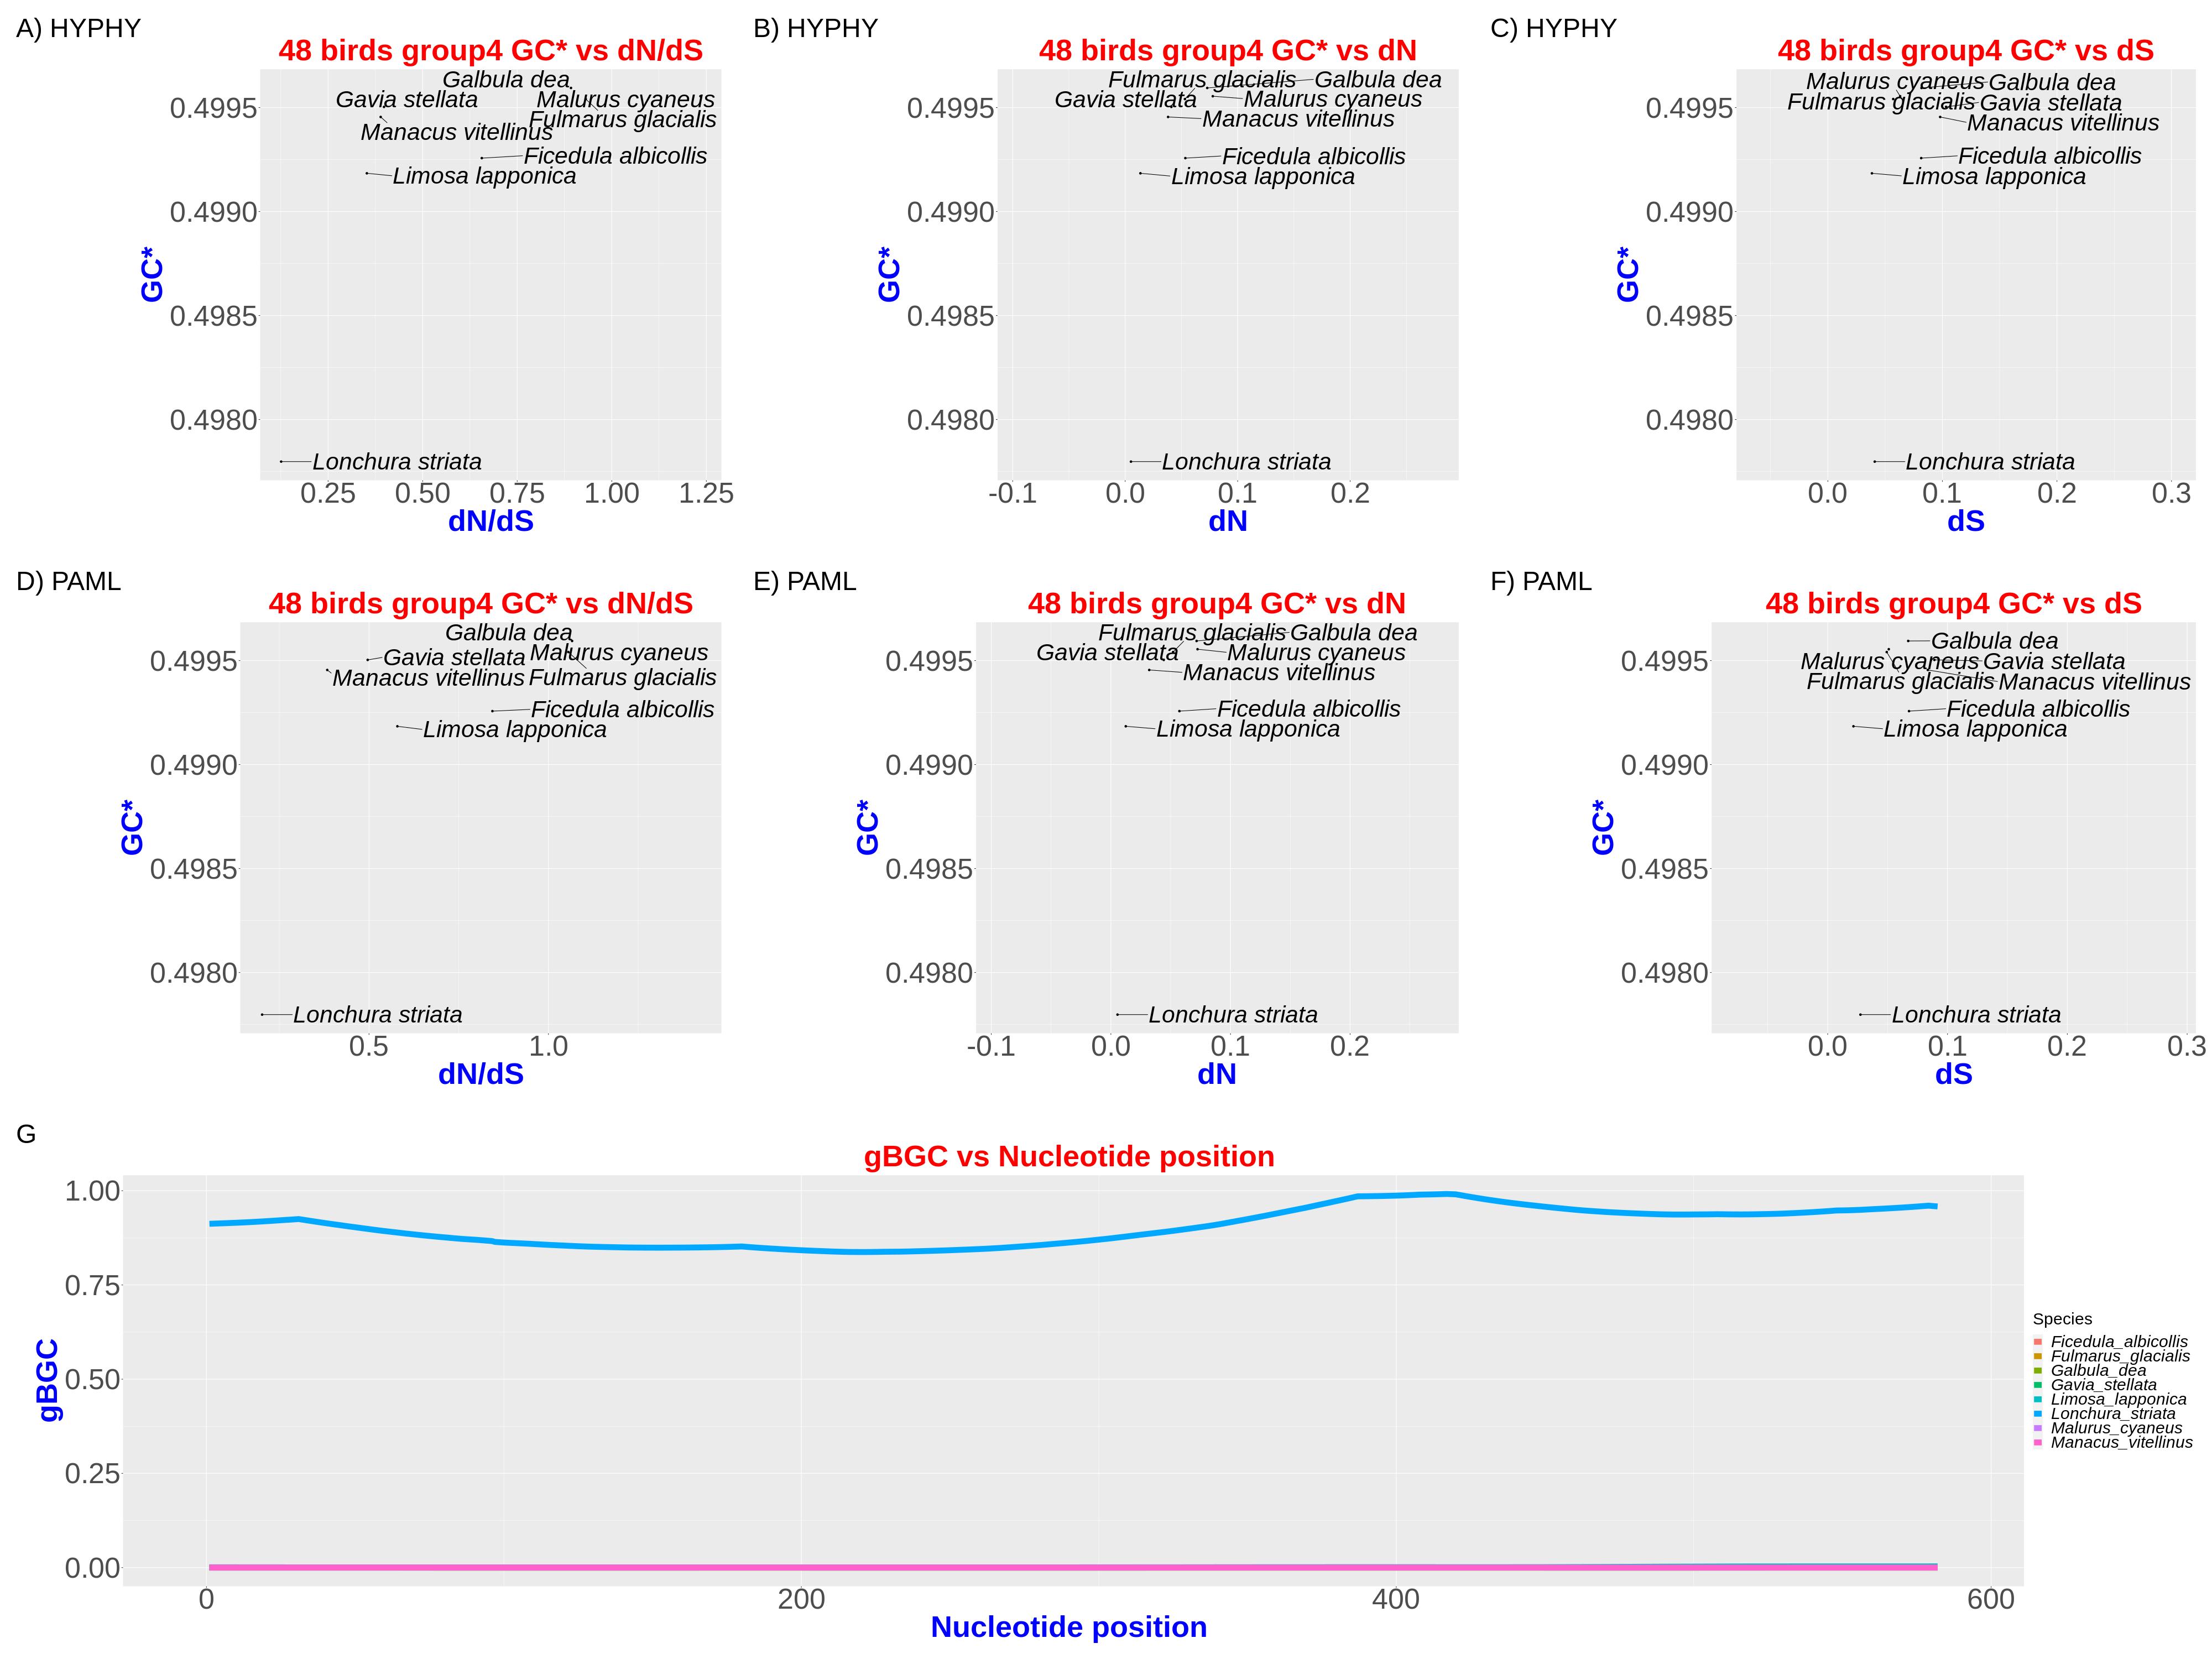 A) HYPHY
48 birds group4 GC* vs dN/dS
Galbula dea
Gavia stellata
Malurus cyaneus
Fulmarus glacialis
Manacus vitellinus
Ficedula albicollis
Limosa lapponica
Lonchura striata
0.4995
0.4990
0.4985
0.4980
GC*
0.25 0.50 0.75 1.00 1.25
dN/dS
B) HYPHY
48 birds group4 GC* vs dN
Fulmarus glacialis
Galbula dea
Gavia stellata
Malurus cyaneus
Manacus vitellinus
Ficedula albicollis
Limosa lapponica
Lonchura striata
0.4995
0.4990
0.4985
0.4980
GC*
-0.1 0.0 0.1 0.2
dN
C) HYPHY
48 birds group4 GC* vs dS
Malurus cyaneus
Galbula dea
Fulmarus glacialis
Gavia stellata
Manacus vitellinus
Ficedula albicollis
Limosa lapponica
Lonchura striata
0.4995
0.4990
0.4985
0.4980
GC*
0.0 0.1 0.2 0.3
dS
D) PAML
48 birds group4 GC* vs dN/dS
Galbula dea
Gavia stellata
Malurus cyaneus
Manacus vitellinus
Fulmarus glacialis
Ficedula albicollis
Limosa lapponica
Lonchura striata
0.4995
0.4990
0.4985
0.4980
GC*
0.5 1.0
dN/dS
E) PAML
48 birds group4 GC* vs dN
Fulmarus glacialis
Galbula dea
Gavia stellata
Malurus cyaneus
Manacus vitellinus
Ficedula albicollis
Limosa lapponica
Lonchura striata
0.4995
0.4990
0.4985
0.4980
GC*
-0.1 0.0 0.1 0.2
dN
F) PAML
48 birds group4 GC* vs dS
Galbula dea
Malurus cyaneus
Gavia stellata
Fulmarus glacialis
Manacus vitellinus
Ficedula albicollis
Limosa lapponica
Lonchura striata
0.4995
0.4990
0.4985
0.4980
GC*
0.0 0.1 0.2 0.3
dS
G
gBGC vs Nucleotide position
1.00
0.75
0.50
0.25
0.00
gBGC
0 200 400 600
Nucleotide position
Species
Ficedula_albicollis
Fulmarus_glacialis
Galbula_dea
Gavia_stellata
Limosa_lapponica
Lonchura_striata
Malurus_cyaneus
Manacus_vitellinus